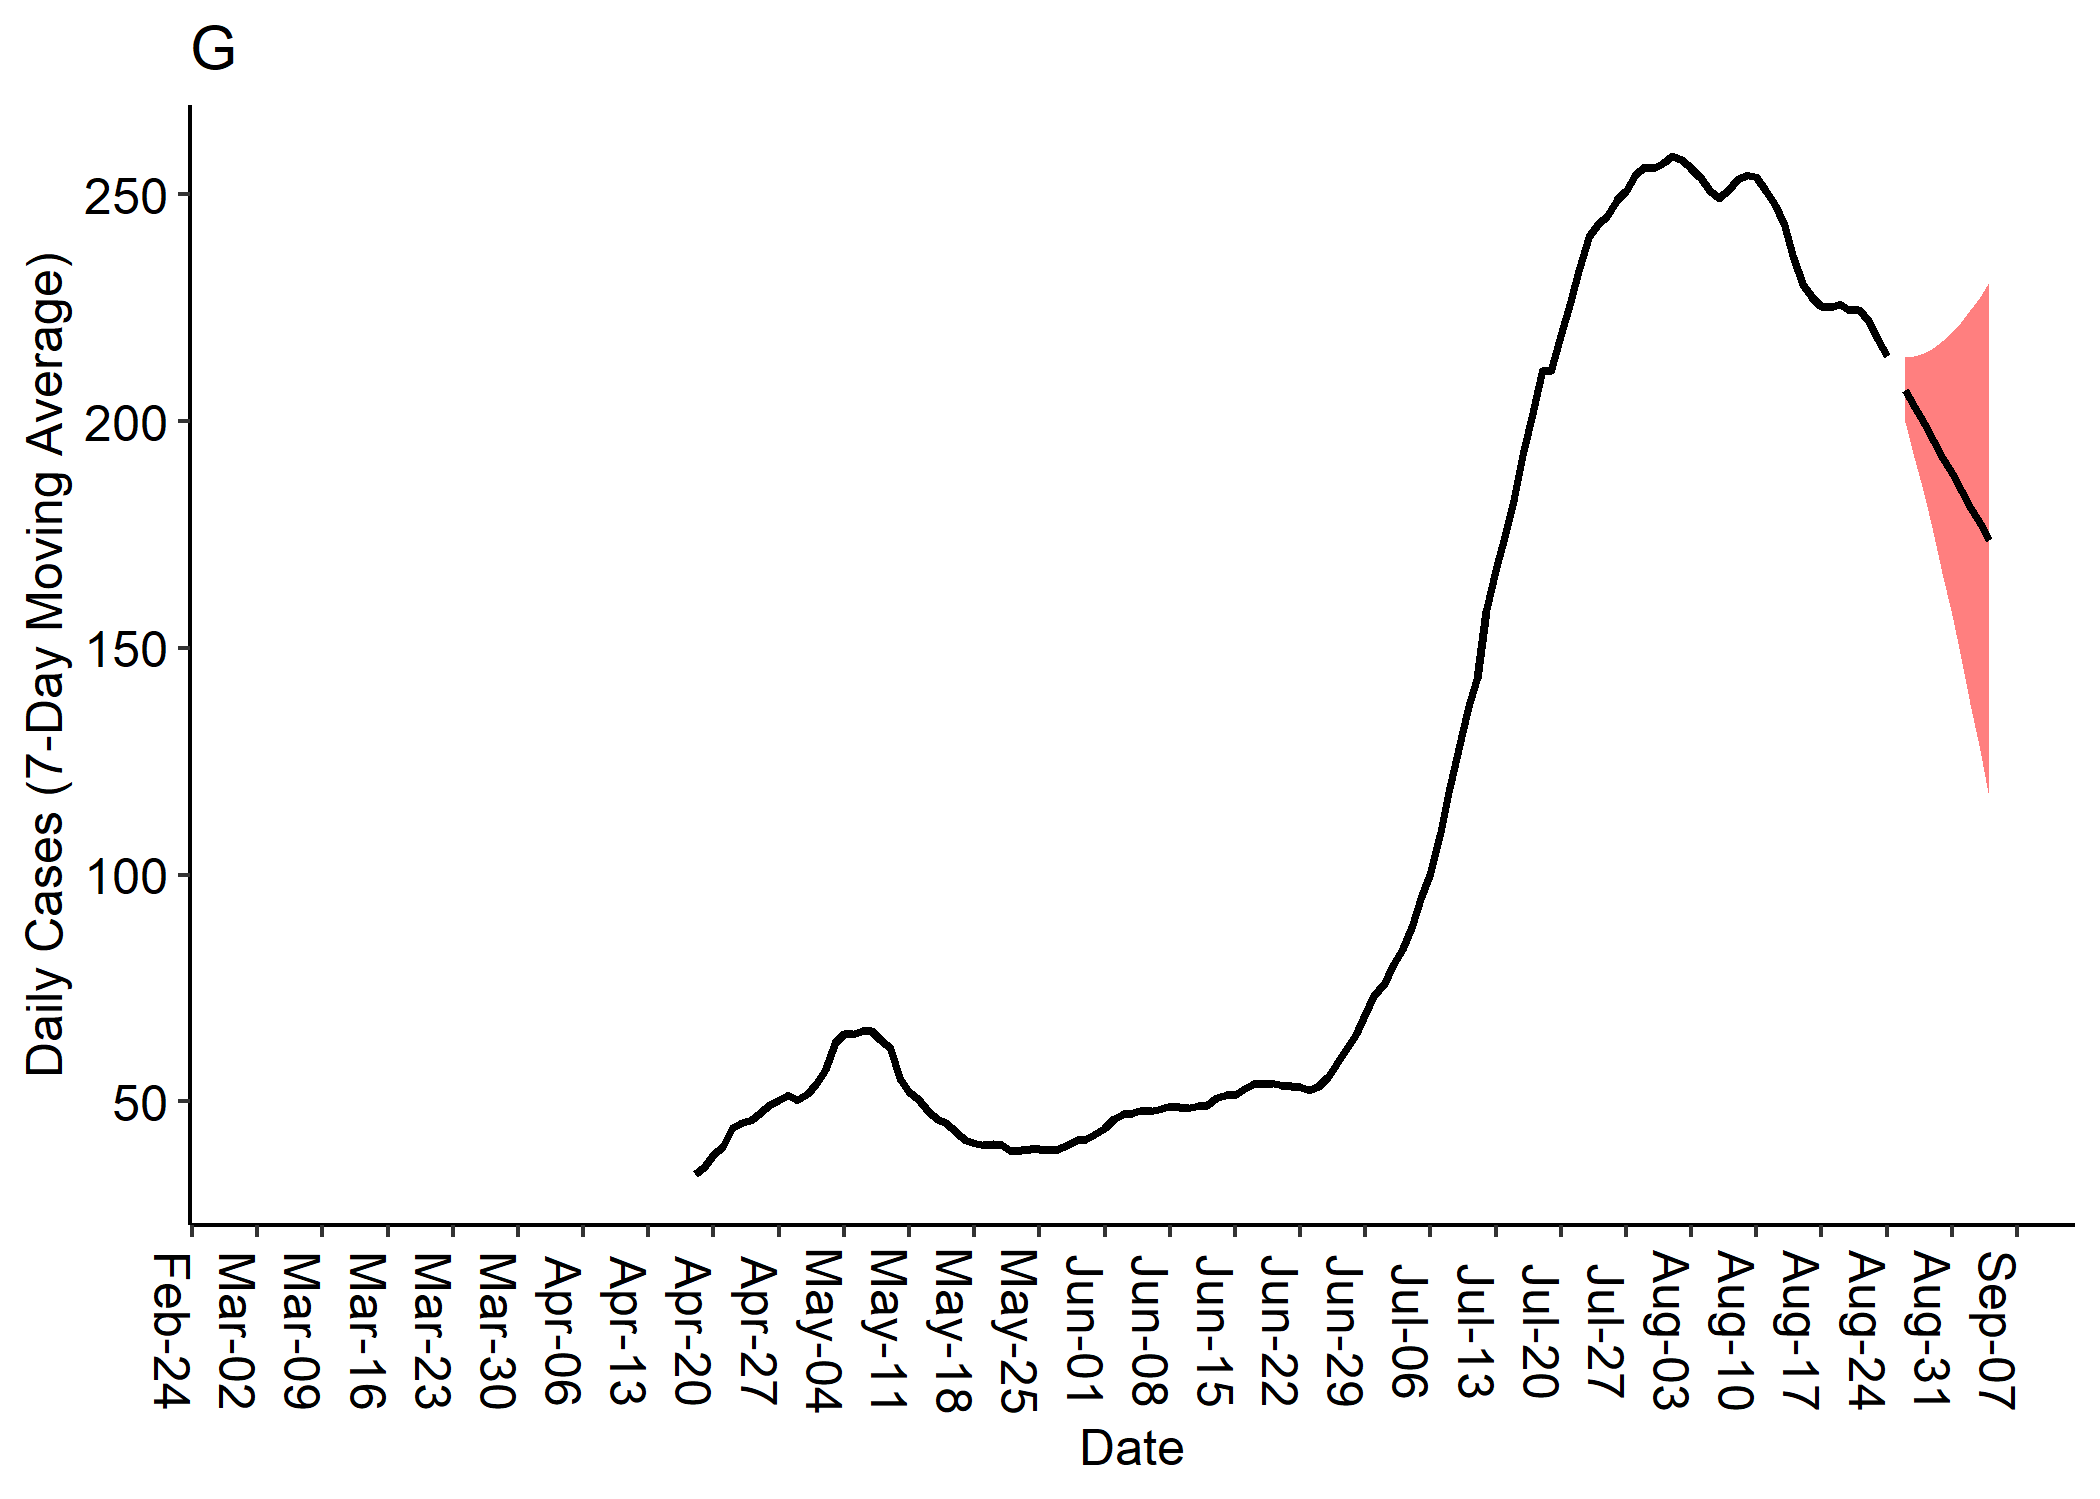 G
Daily Cases (7-Day Moving Average)
250
200
150
100
50
Feb-24
Mar-02
Mar-09
Mar-16
Mar-23
Mar-30
Apr-06
Apr-13
Apr-20
Apr-27
May-04
May-11
May-18
May-25
Jun-01
Jun-08
Jun-15
Jun-22
Jun-29
Jul-06
Jul-13
Jul-20
Jul-27
Aug-03
Aug-10
Aug-17
Aug-24
Aug-31
Sep-07
Date